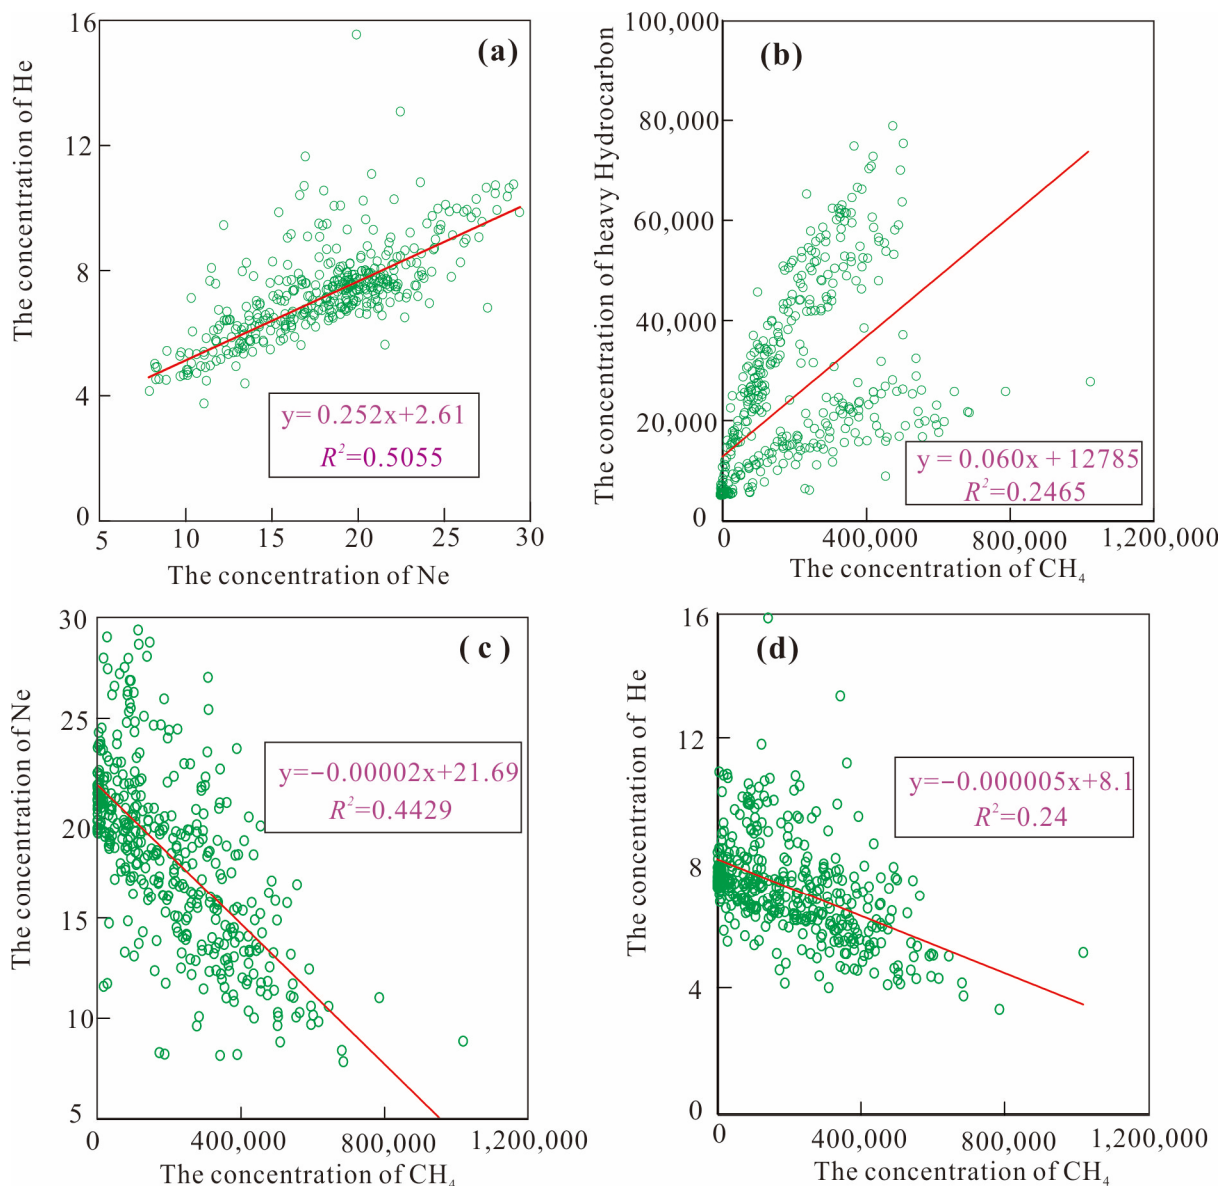 (a)
The concentration of He
16
12
8
4
0
5
10
15
20
25
30
y=0.252x+2.61
R²=0.5055
The concentration of Ne
(b)
The concentration of heavy Hydrocarbon
100,000
80,000
60,000
40,000
20,000
0
0
400,000
800,000
1,200,000
y=0.060x+12785
R²=0.2465
The concentration of CH₄
(c)
The concentration of Ne
30
25
20
15
10
5
0
400,000
800,000
1,200,000
y=−0.00002x+21.69
R²=0.4429
The concentration of CH₄
(d)
The concentration of He
16
12
8
4
0
0
400,000
800,000
1,200,000
y=−0.000005x+8.1
R²=0.24
The concentration of CH₄